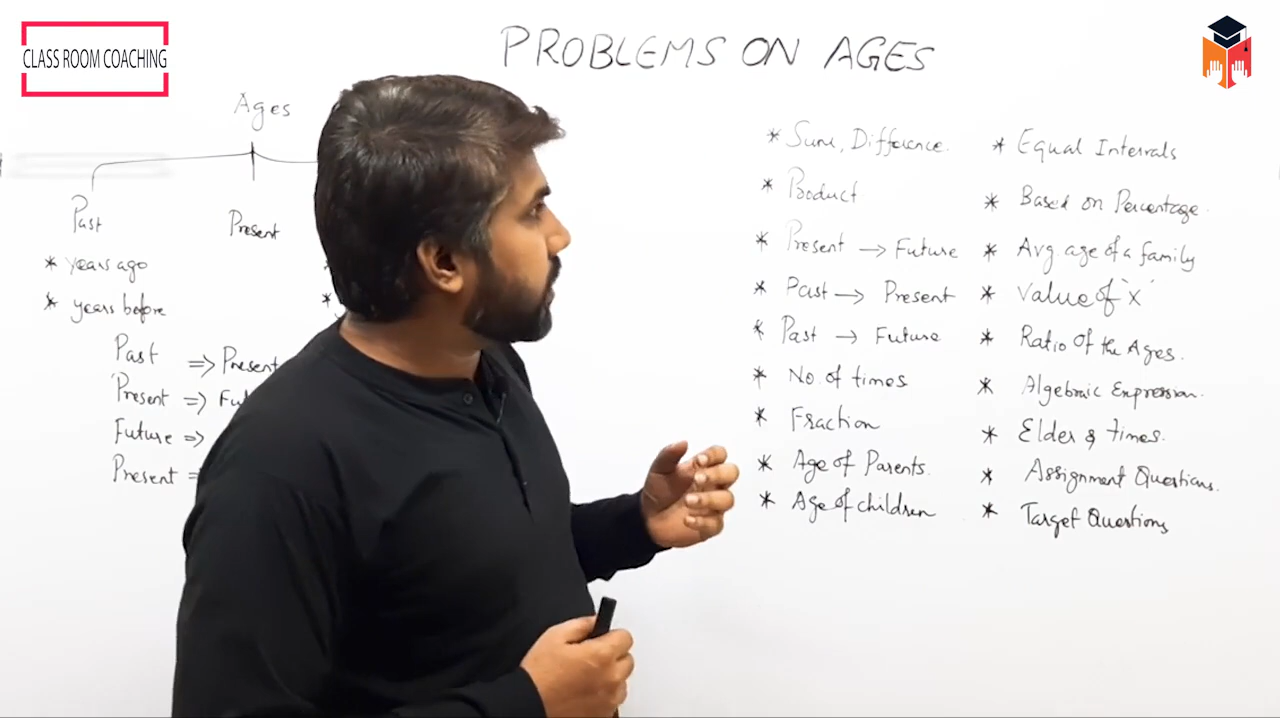 CLASS ROOM COACHING
PROBLEMS ON AGES
Ages
Past
Present
* years ago
* years before
*
Past => Present
Present => Fu
Future =>
Present =
* Sum, Difference.
* Product
* Present → Future
* Past → Present
* Past → Future
* No. of times
* Fraction
* Age of Parents.
* Age of children
* Equal Intervals
* Based on Percentage.
* Avg. age of a family
* Value of "x"
* Ratio of the Ages.
* Algebraic Expression.
* Elder & times.
* Assignment Questions.
* Target Questions